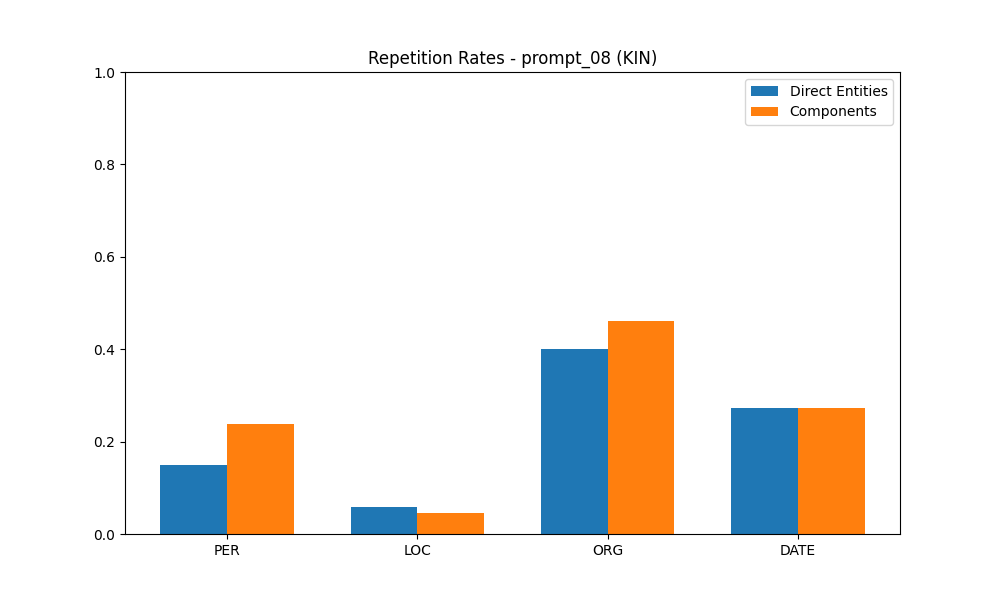 Repetition Rates - prompt_08 (KIN)
1.0
Direct Entities
Components
0.8
0.6
0.4
0.2
0.0
PER LOC ORG DATE